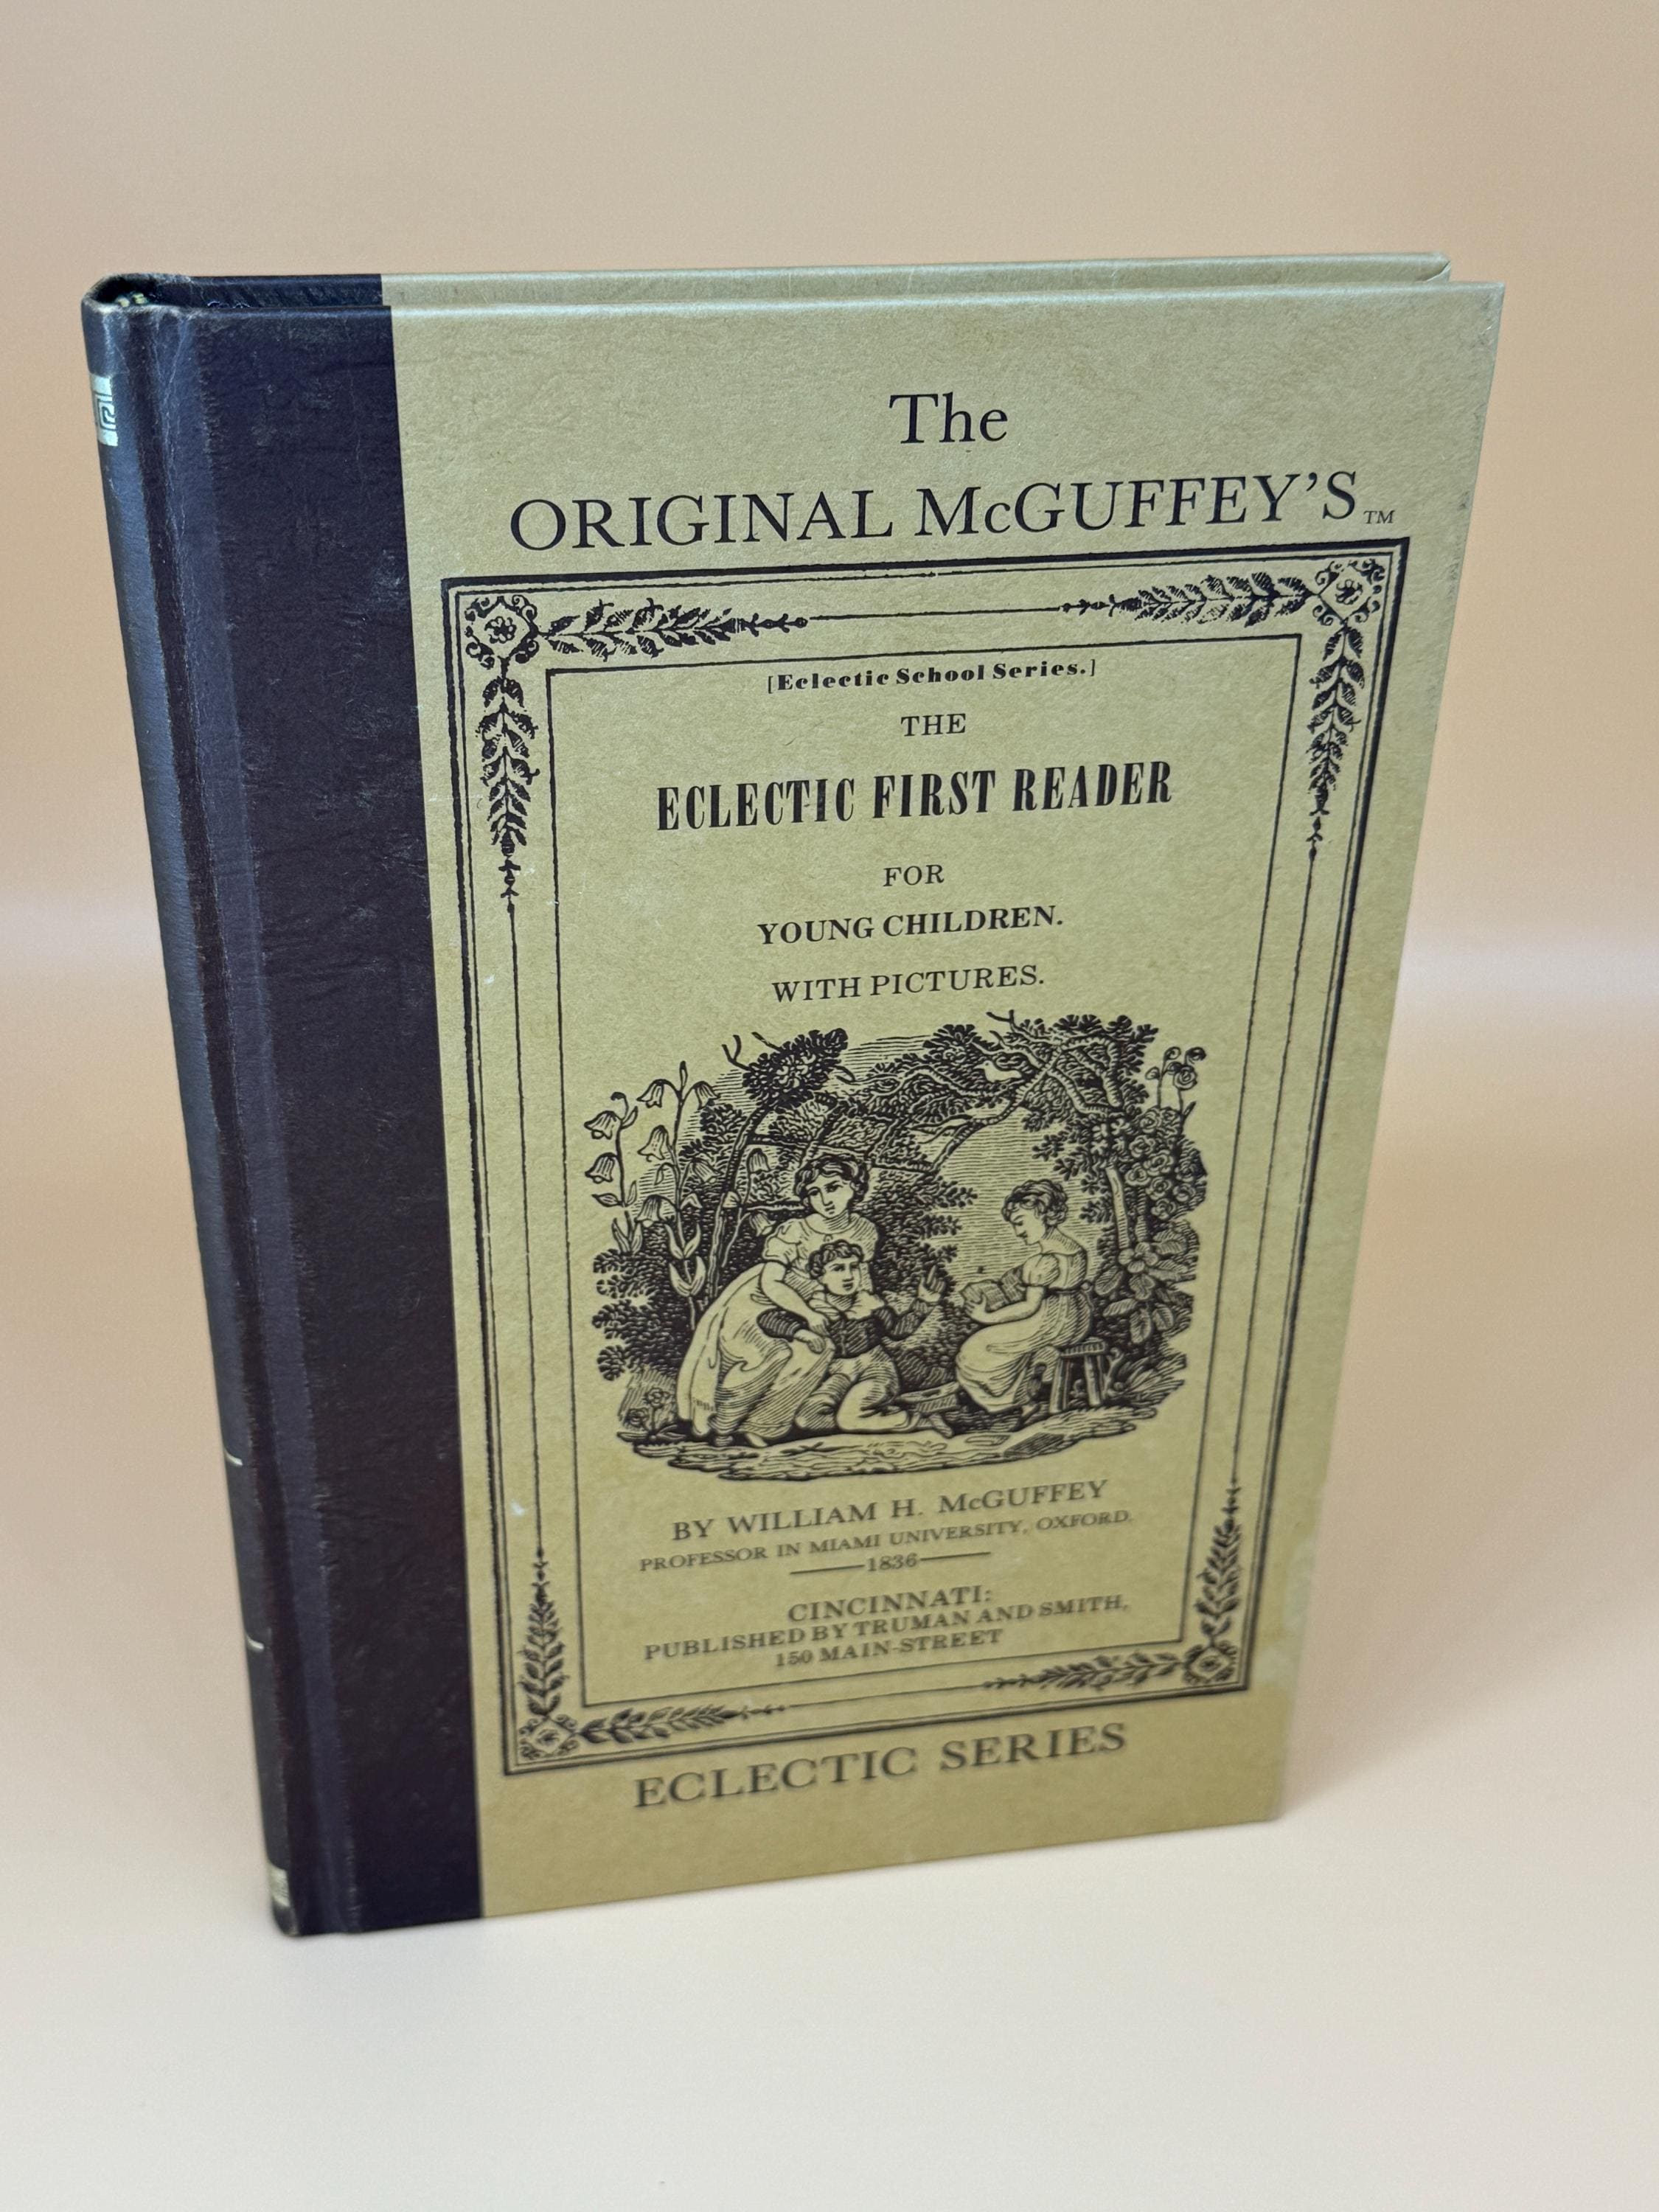 The
ORIGINAL McGUFFEY'S™
[Eclectic School Series.]
THE
ECLECTIC FIRST READER
FOR
YOUNG CHILDREN.
WITH PICTURES.
BY WILLIAM H. McGUFFEY
PROFESSOR IN MIAMI UNIVERSITY, OXFORD.
1836
CINCINNATI:
PUBLISHED BY TRUMAN AND SMITH,
150 MAIN-STREET
ECLECTIC SERIES